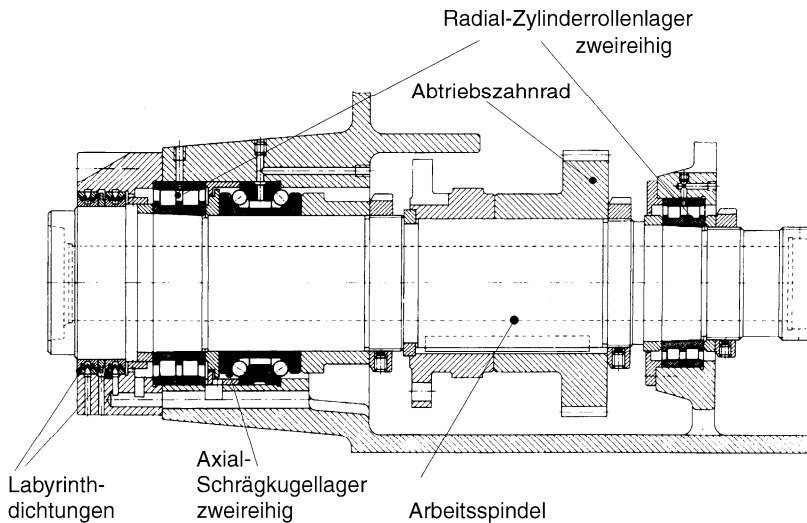 Radial-Zylinderrollenlager
zweireihig
Abtriebszahnrad
Labyrinth-
dichtungen
Axial-
Schrägkugellager
zweireihig
Arbeitsspindel